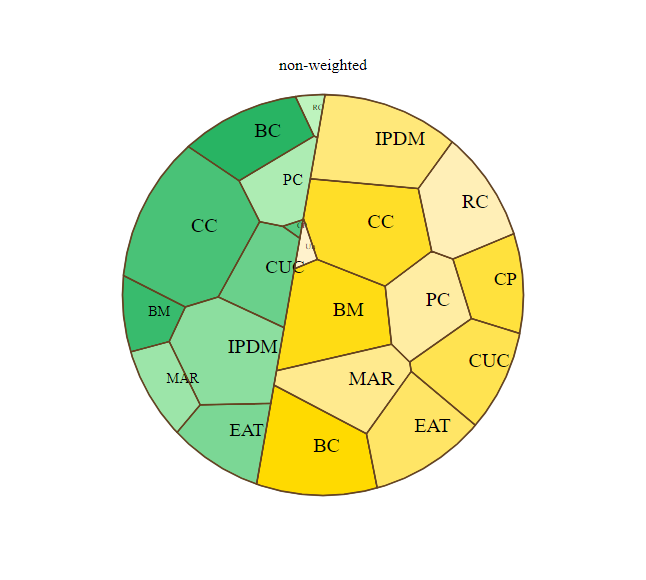 non-weighted
RC
BC
IPDM
PC
RC
CC
CC
CUC
CP
PC
BM
BM
IPDM
CUC
MAR
MAR
EAT
EAT
BC